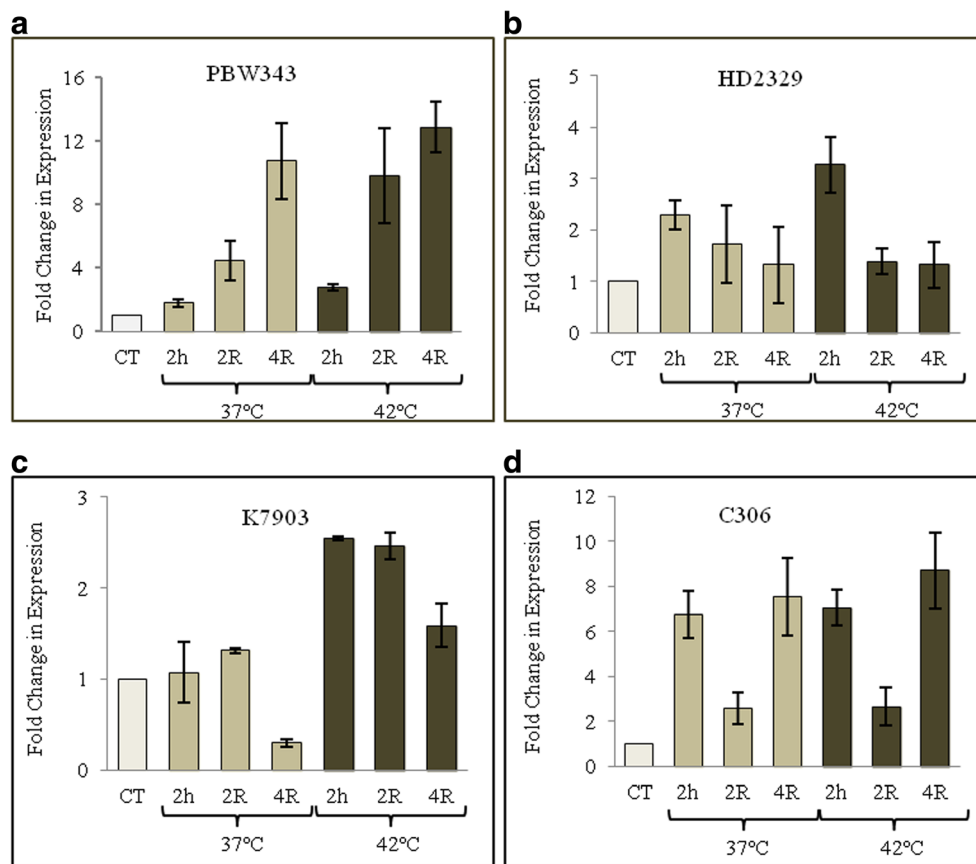 a
PBW343
Fold Change in Expression
16
12
8
4
0
CT 2h 2R 4R 2h 2R 4R
37°C 42°C
b
HD2329
Fold Change in Expression
5
4
3
2
1
0
CT 2h 2R 4R 2h 2R 4R
37°C 42°C
c
K7903
Fold Change in Expression
3
2
1
0
CT 2h 2R 4R 2h 2R 4R
37°C 42°C
d
C306
Fold Change in Expression
12
10
8
6
4
2
0
CT 2h 2R 4R 2h 2R 4R
37°C 42°C